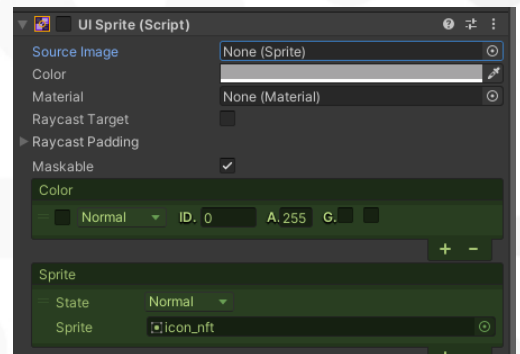 UI Sprite (Script)
Source Image None (Sprite)
Color
Material None (Material)
Raycast Target
Raycast Padding
Maskable
Color
Normal ID. 0 A. 255 G.
Sprite
State Normal
Sprite icon_nft